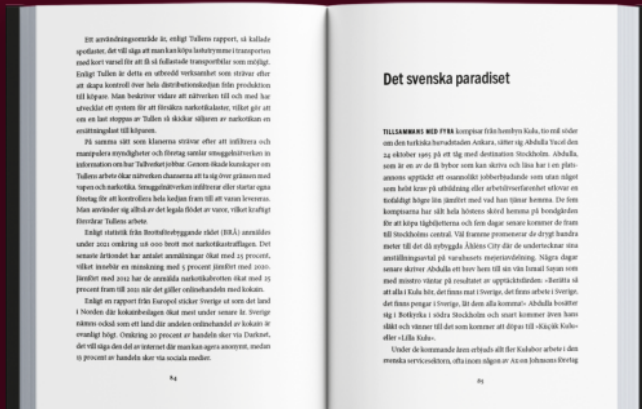 Ett användningsområde är, enligt Tullens rapport, så kallade
spotlaster, det vill säga att man kan köpa lastutrymme i transporten
med kort varsel för att få så fullastade transportbilar som möjligt.
Enligt Tullen är detta en utbredd verksamhet som strävar efter
att skapa kontroll över hela distributionskedjan från produktion
till köpare. Man beskriver vidare att nätverken till och med har
utvecklat ett system för att försäkra narkotikalaster, vilket gör att
om en last stoppas av Tullen så skickar säljaren av narkotikan en
ersättningslast till köparen.
På samma sätt som klanerna strävar efter att infiltrera och
manipulera myndigheter och företag samlar smuggelnätverken in
information om hur Tullverket jobbar. Genom ökade kunskaper om
Tullens arbete ökar nätverken chanserna att ta sig över gränsen med
vapen och narkotika. Smuggelnätverken infiltrerar eller startar egna
företag för att kontrollera hela kedjan fram till att varan levereras.
Man använder sig alltså av det legala flödet av varor, vilket kraftigt
försvårar Tullens arbete.
Enligt statistik från Brottsförebyggande rådet (BRÅ) anmäldes
under 2021 omkring 118 000 brott mot narkotikastrafflagen. Det
senaste årtiondet har antalet anmälningar ökat med 25 procent,
vilket innebär en minskning med 5 procent jämfört med 2020.
Jämfört med 2012 har de anmälda narkotikabrotten ökat med 25
procent fram till 2021 när det gäller onlinehandel med kokain.
Enligt en rapport från Europol sticker Sverige ut som det land
i Norden där kokainbeslagen ökat mest under senare år. Sverige
nämns också som ett land där andelen onlinehandel av kokain är
ovanligt högt. Omkring 20 procent av handeln sker via Darknet,
det vill säga den del av internet där man kan agera anonymt, medan
13 procent av handeln sker via sociala medier.
84
Det svenska paradiset
TILLSAMMANS MED FYRA kompisar från hembyn Kulu, tio mil söder
om den turkiska huvudstaden Ankara, sätter sig Abdulla Yucel den
24 oktober 1965 på ett tåg med destination Stockholm. Abdulla,
som är en av de få bybor som kan skriva och läsa har i en plats-
annons upptäckt ett osannolikt jobberbjudande som utan något
som helst krav på utbildning eller arbetslivserfarenhet utlovar en
tiofaldigt högre lön jämfört med vad han tjänar hemma. De fem
kompisarna har sålt hela höstens skörd hemma på bondgården
för att köpa tågbiljetterna och fem dagar senare kommer de fram
till Stockholms central. Väl framme promenerar de drygt hundra
meter till det då nybyggda Åhléns City där de undertecknar sina
anställningsavtal på varuhusets mejeriavdelning. Några dagar
senare skriver Abdulla ett brev hem till sin vän Ismail Sayan som
med misstro väntar på resultatet av upptäcktsfärden. »Berätta så
att alla i Kulu hör, det finns mat i Sverige, det finns arbete i Sverige,
det finns pengar i Sverige, låt dem alla komma!« Abdulla bosätter
sig i Botkyrka i södra Stockholm och snart kommer även hans
släkt och vänner till det som kommer att döpas till »Küçük Kulu«
eller »Lilla Kulu«.
Under de kommande åren erbjuds allt fler Kulubor arbete i den
svenska servicesektorn, ofta inom någon av Ax:son Johnsons företag
85